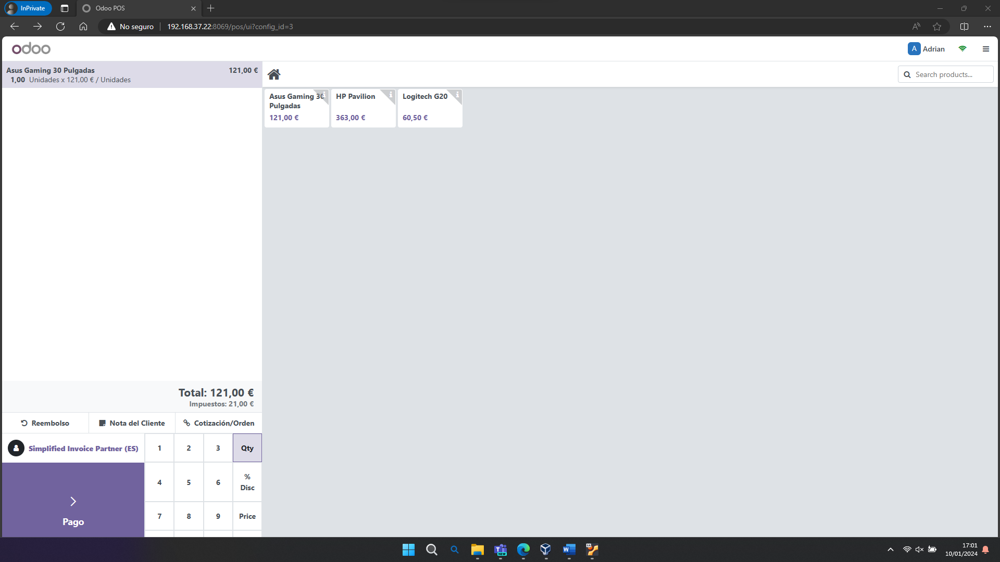 InPrivate
Odoo POS
No seguro
192.168.37.22:8069/pos/ui?config_id=3
odoo
A Adrian
Asus Gaming 30 Pulgadas 121,00 €
1,00 Unidades x 121,00 € / Unidades
Search products...
Asus Gaming 30 Pulgadas
121,00 €
HP Pavilion
363,00 €
Logitech G20
60,50 €
Total: 121,00 €
Impuestos: 21,00 €
Reembolso
Nota del Cliente
Cotización/Orden
Simplified Invoice Partner (ES)
1 2 3 Qty
4 5 6 % Disc
7 8 9 Price
Pago
NEW
17:01
10/01/2024